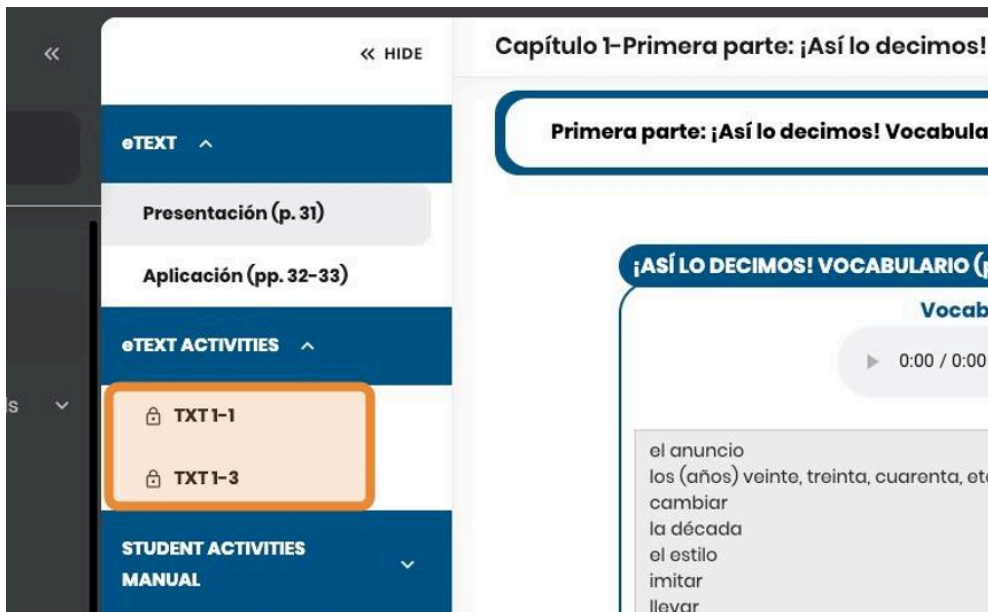 « HIDE
eTEXT
Presentación (p. 31)
Aplicación (pp. 32-33)
eTEXT ACTIVITIES
TXT 1-1
TXT 1-3
STUDENT ACTIVITIES
MANUAL
Capítulo 1-Primera parte: ¡Así lo decimos!
Primera parte: ¡Así lo decimos! Vocabula
¡ASÍ LO DECIMOS! VOCABULARIO (p
Vocab
0:00 / 0:00
el anuncio
los (años) veinte, treinta, cuarenta, etc
cambiar
la década
el estilo
imitar
llevar